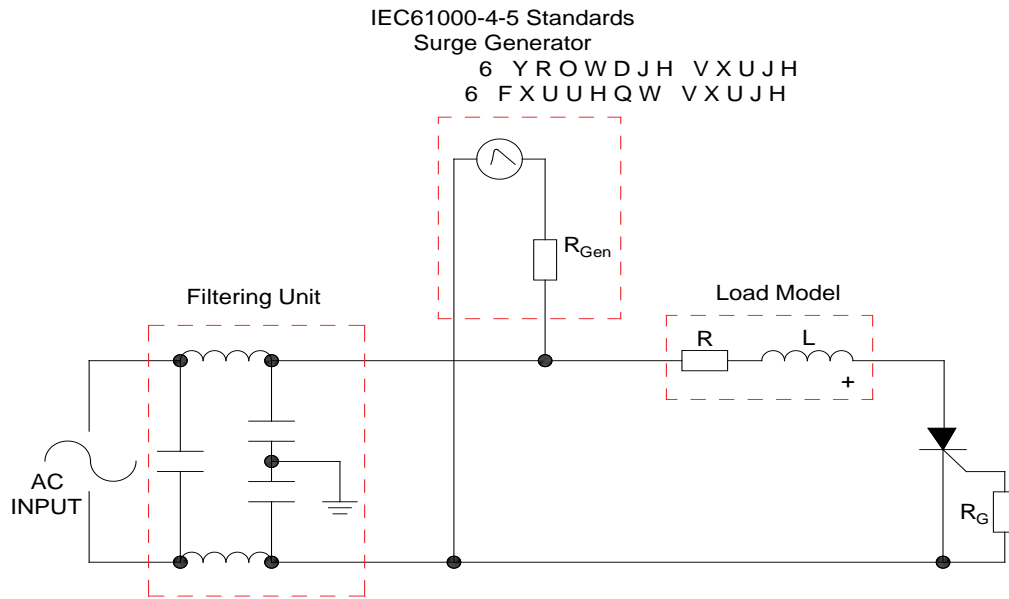 IEC61000-4-5 Standards
Surge Generator
6 YROWDJH VXUJH
6 FXUUHQW VXUJH
RGen
Filtering Unit
Load Model
R L
+
AC
INPUT
RG